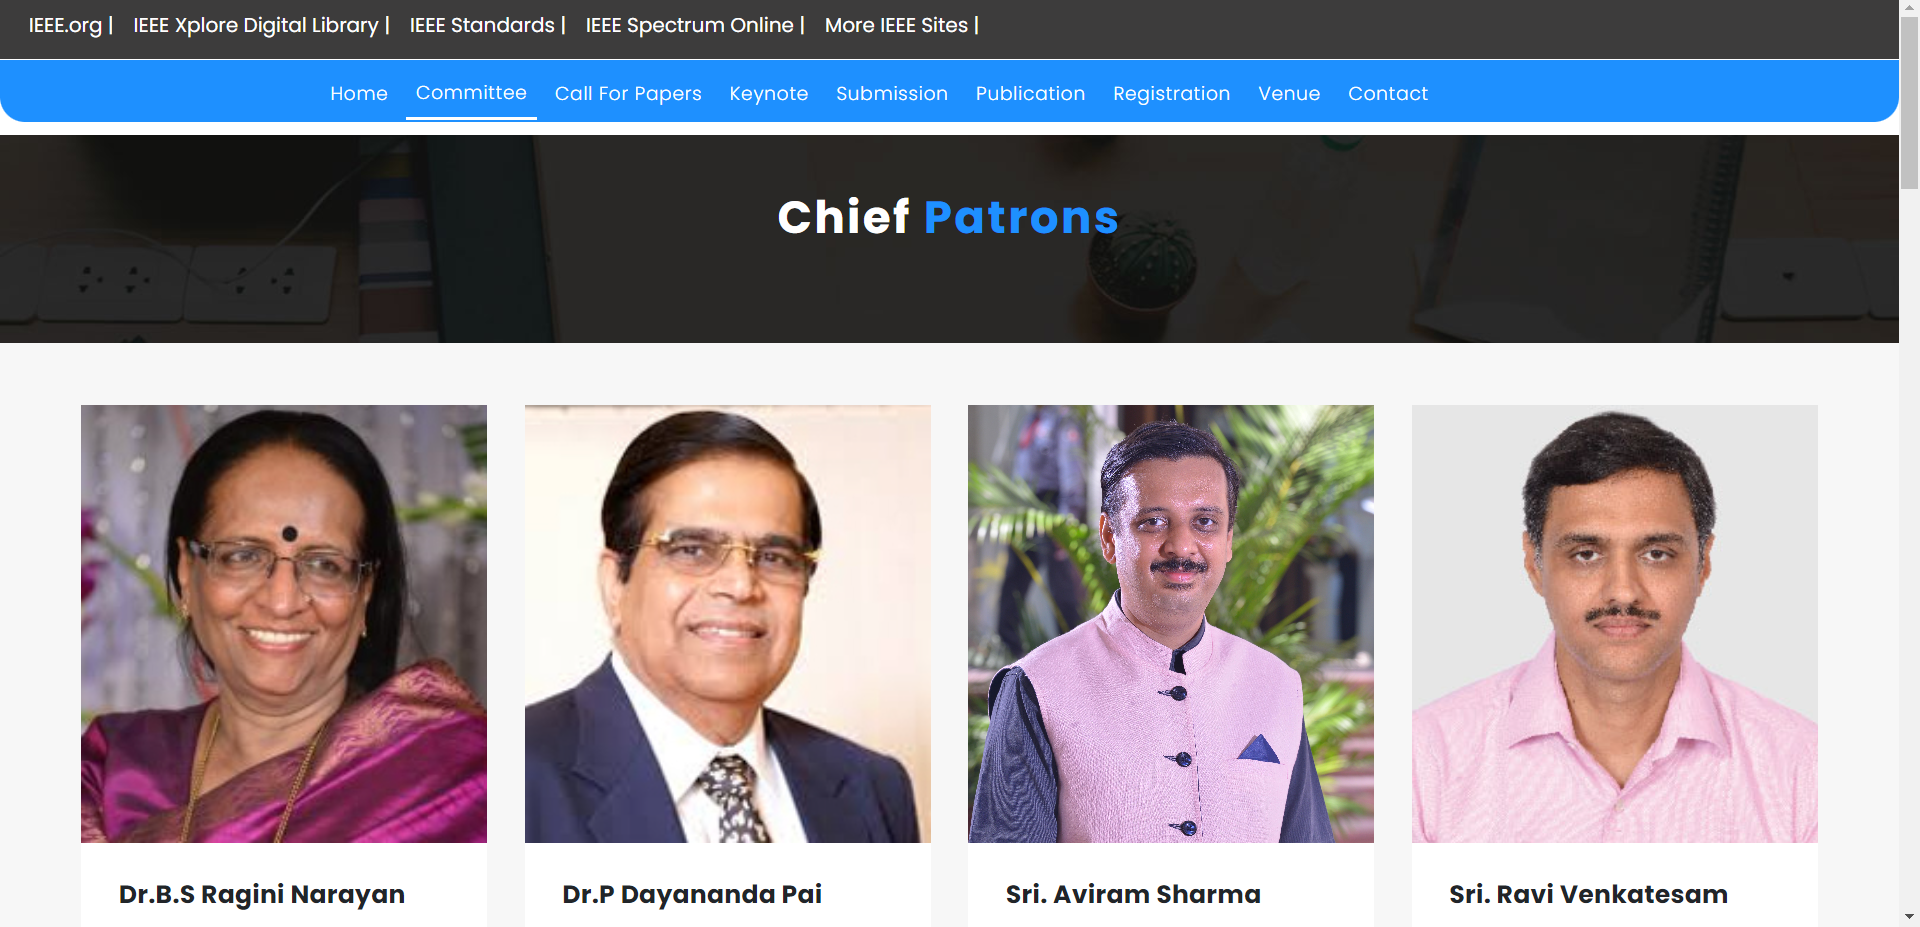 IEEE.org | IEEE Xplore Digital Library | IEEE Standards | IEEE Spectrum Online | More IEEE Sites |
Home Committee Call For Papers Keynote Submission Publication Registration Venue Contact
Chief Patrons
Dr.B.S Ragini Narayan Dr.P Dayananda Pai Sri. Aviram Sharma Sri. Ravi Venkatesam